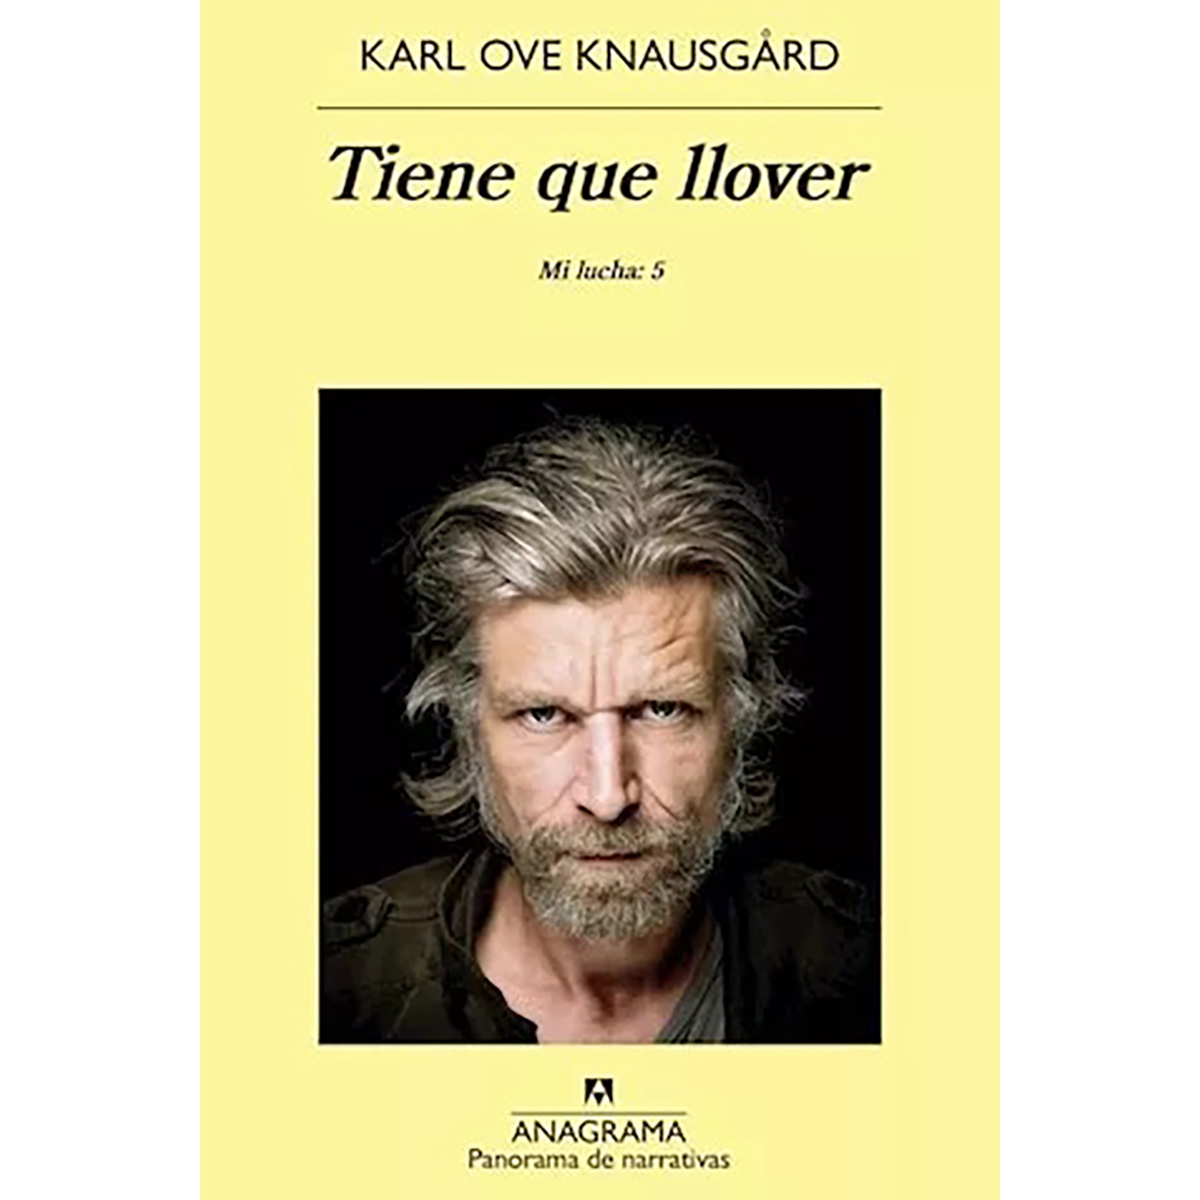 KARL OVE KNAUSGÅRD
Tiene que llover
Mi lucha: 5
ANAGRAMA
Panorama de narrativas